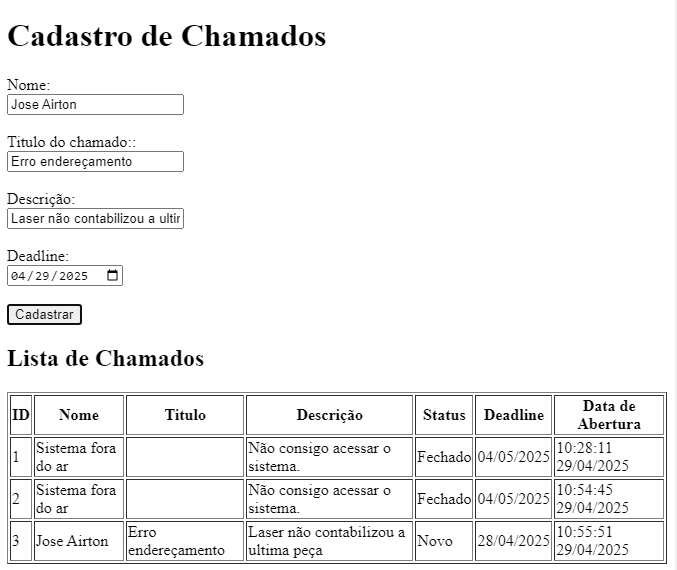 Cadastro de Chamados
Nome:
Jose Airton
Titulo do chamado::
Erro endereçamento
Descrição:
Laser não contabilizou a ultir
Deadline:
04/29/2025
Cadastrar
Lista de Chamados
ID Nome Titulo Descrição Status Deadline Data de
Abertura
1 Sistema fora Não consigo acessar o Fechado 04/05/2025 10:28:11
do ar sistema. 29/04/2025
2 Sistema fora Não consigo acessar o Fechado 04/05/2025 10:54:45
do ar sistema. 29/04/2025
3 Jose Airton Erro Laser não contabilizou a Novo 28/04/2025 10:55:51
endereçamento ultima peça 29/04/2025